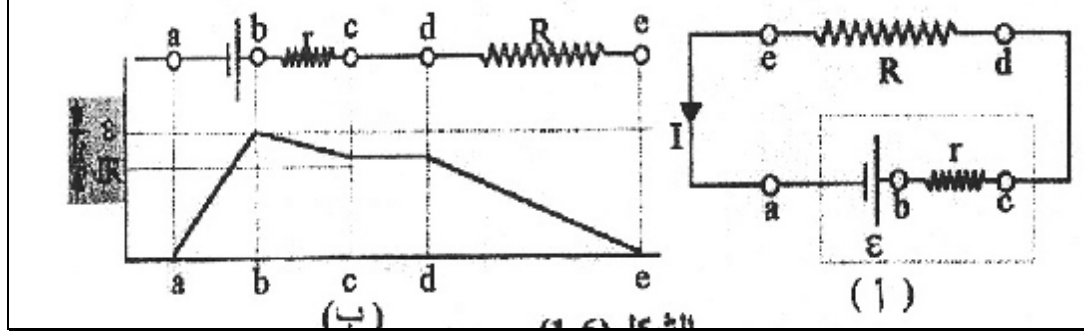 a b r c d R e
ε
IR
a b c d e
(ب)
e R d
I
r
a b c
ε
(أ)